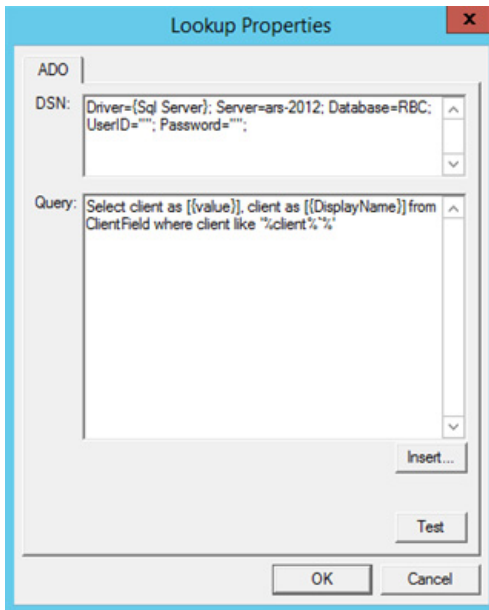 Lookup Properties
x
ADO
DSN:
Driver={Sql Server}; Server=ars-2012; Database=RBC;
UserID=""; Password="";
Query:
Select client as [{value}], client as [{DisplayName}] from
ClientField where client like '%client%`%'
Insert...
Test
OK
Cancel